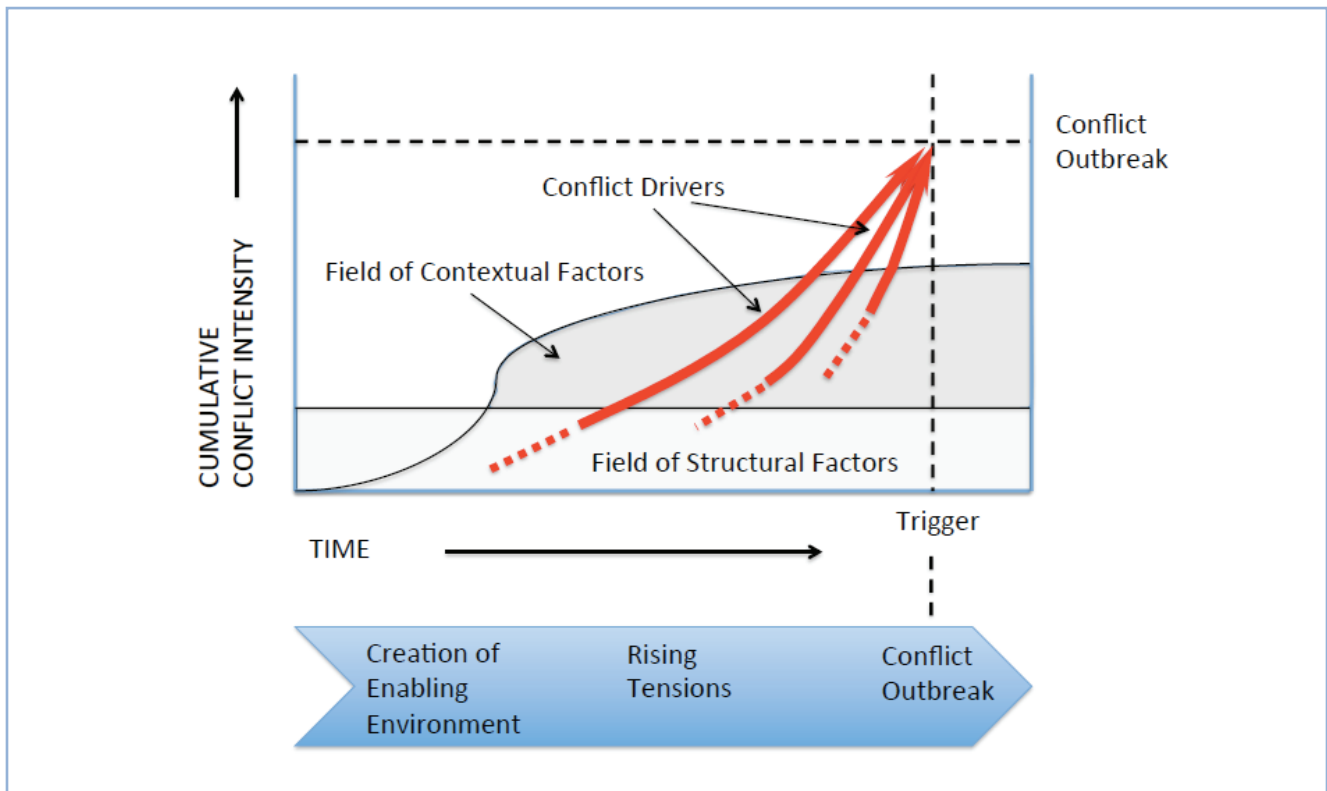 CUMULATIVE
CONFLICT INTENSITY
Conflict
Outbreak
Conflict Drivers
Field of Contextual Factors
Field of Structural Factors
Trigger
TIME
Creation of
Enabling
Environment
Rising
Tensions
Conflict
Outbreak